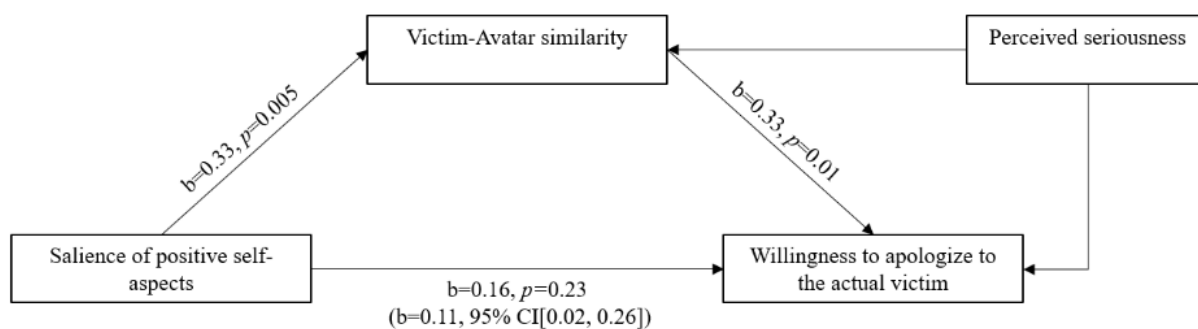 Victim-Avatar similarity
Perceived seriousness
b=0.33, p=0.005
b=0.33, p=0.01
Salience of positive self-
aspects
Willingness to apologize to
the actual victim
b=0.16, p=0.23
(b=0.11, 95% CI[0.02, 0.26])